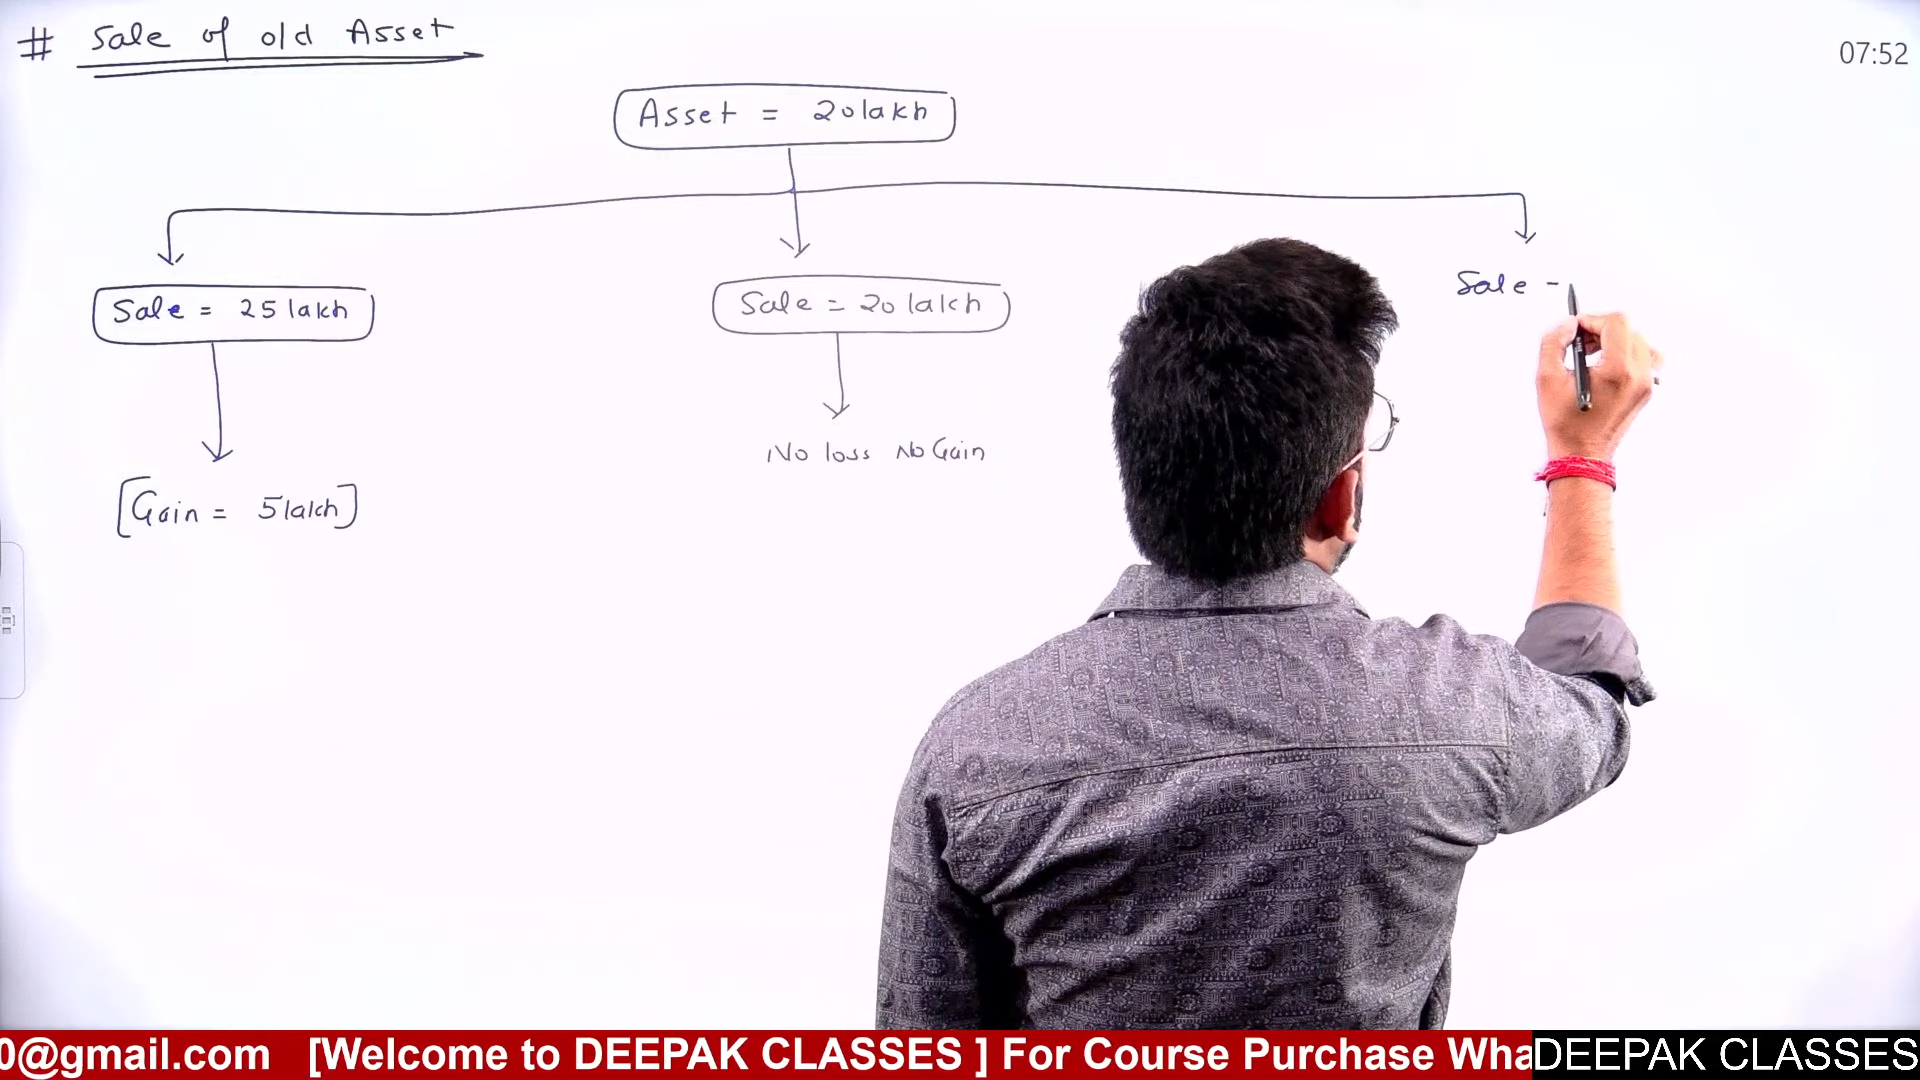 # Sale of old Asset
07:52
Asset = 20 lakh
Sale = 25 lakh
Sale = 20 lakh
Sale -
No loss No Gain
[Gain = 5 lakh]
0@gmail.com [Welcome to DEEPAK CLASSES ] For Course Purchase Wha
DEEPAK CLASSES